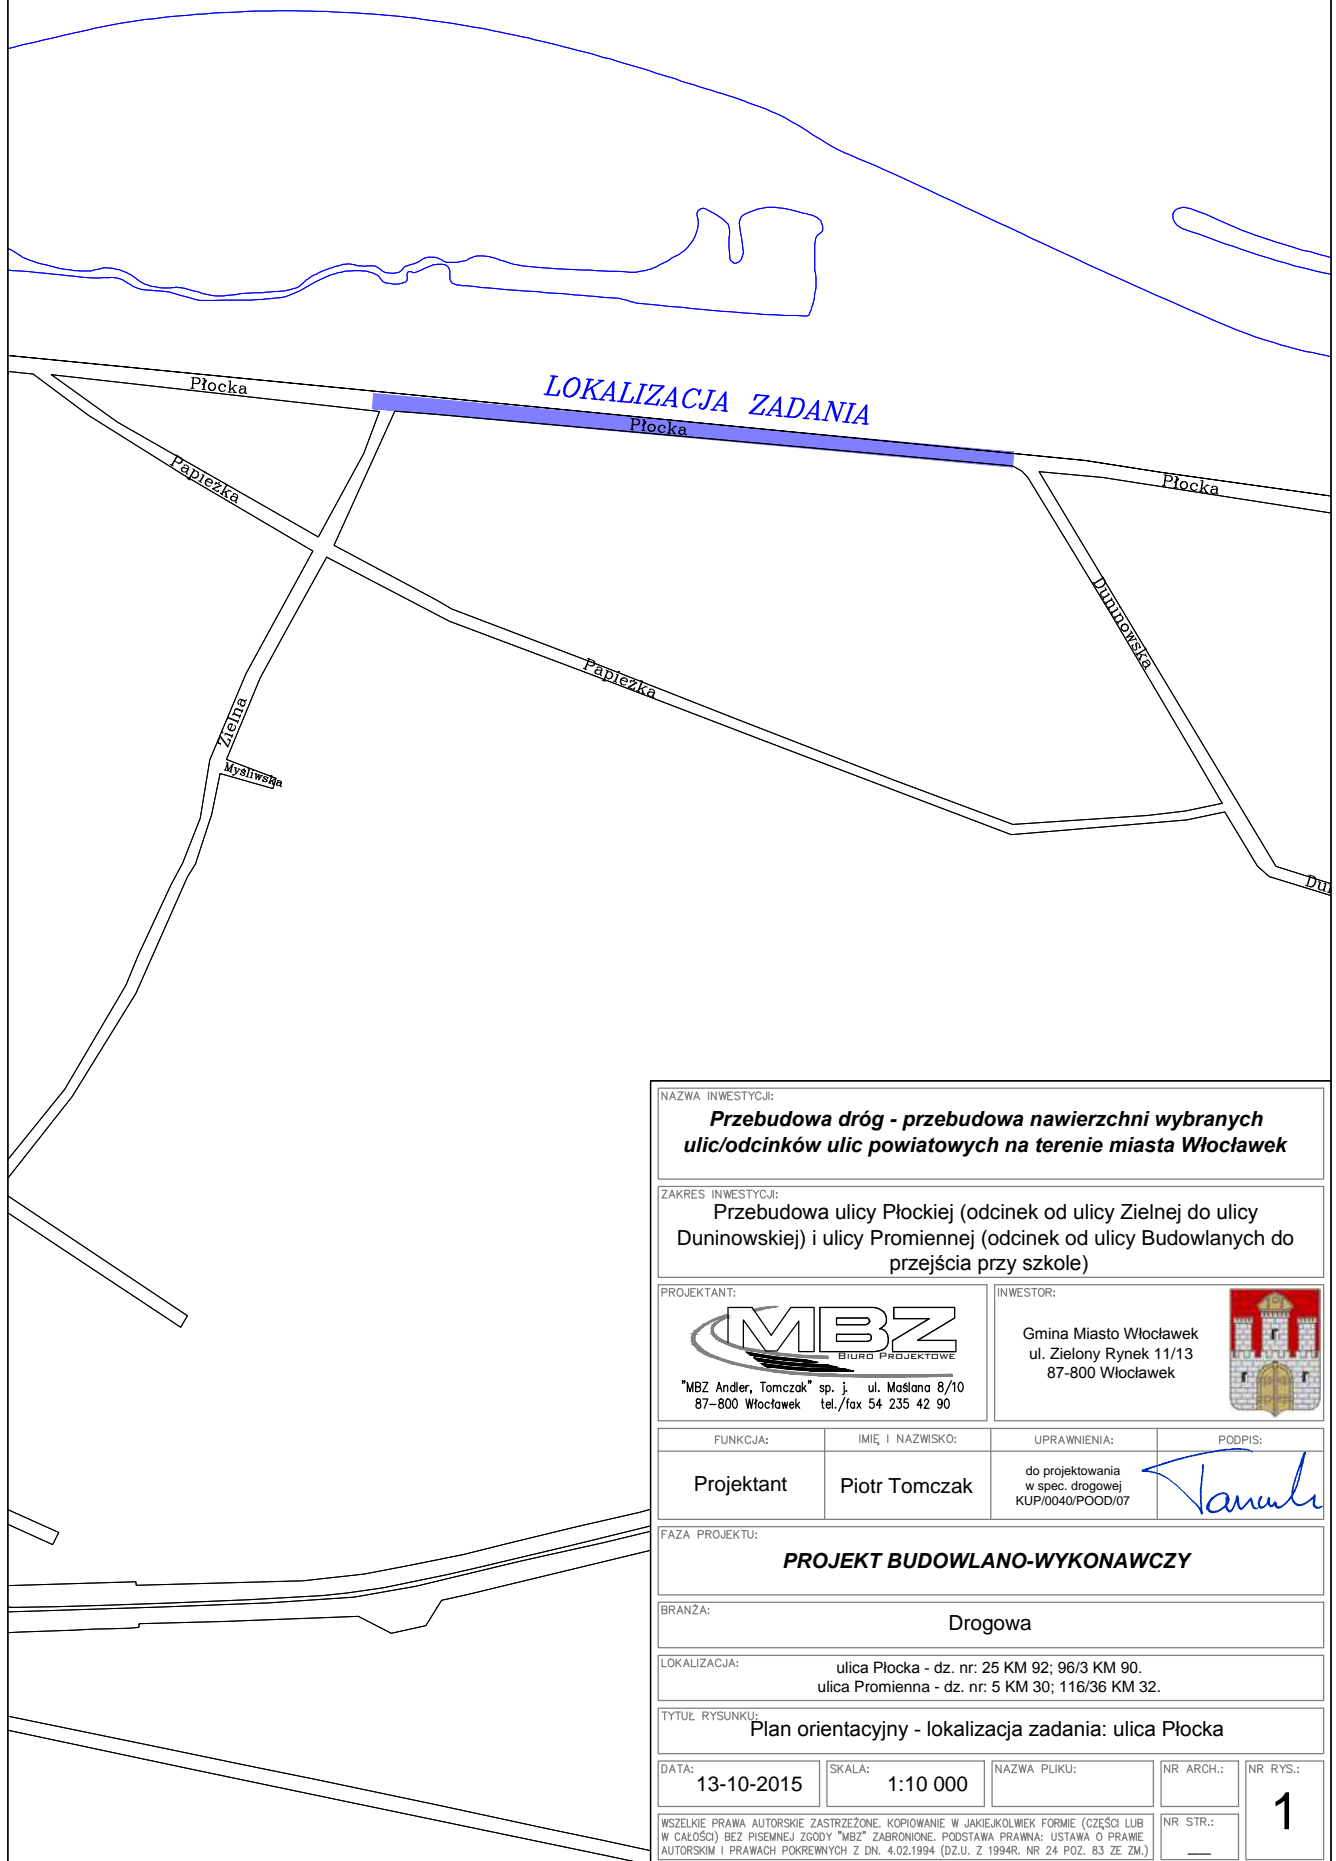 Płocka
LOKALIZACJA ZADANIA
Płocka
Płocka
Papieżka
Duninowska
Papieżka
Zielna
Myśliwska
NAZWA INWESTYCJI:
Przebudowa dróg - przebudowa nawierzchni wybranych
ulic/odcinków ulic powiatowych na terenie miasta Włocławek
ZAKRES INWESTYCJI:
Przebudowa ulicy Płockiej (odcinek od ulicy Zielnej do ulicy
Duninowskiej) i ulicy Promiennej (odcinek od ulicy Budowlanych do
przejścia przy szkole)
PROJEKTANT:
MBZ
BIURO PROJEKTOWE
"MBZ Andler, Tomczak" sp. j. ul. Maślana 8/10
87-800 Włocławek tel./fax 54 235 42 90
INWESTOR:
Gmina Miasto Włocławek
ul. Zielony Rynek 11/13
87-800 Włocławek
FUNKCJA: IMIĘ I NAZWISKO: UPRAWNIENIA: PODPIS:
Projektant
Piotr Tomczak
do projektowania
w spec. drogowej
KUP/0040/POOD/07
FAZA PROJEKTU:
PROJEKT BUDOWLANO-WYKONAWCZY
BRANŻA:
Drogowa
LOKALIZACJA:
ulica Płocka - dz. nr: 25 KM 92; 96/3 KM 90.
ulica Promienna - dz. nr: 5 KM 30; 116/36 KM 32.
TYTUŁ RYSUNKU:
Plan orientacyjny - lokalizacja zadania: ulica Płocka
DATA:
13-10-2015
SKALA:
1:10 000
NAZWA PLIKU:
NR ARCH.:
NR RYS.:
1
WSZELKIE PRAWA AUTORSKIE ZASTRZEŻONE. KOPIOWANIE W JAKIEJKOLWIEK FORMIE (CZĘŚCI LUB
W CAŁOŚCI) BEZ PISEMNEJ ZGODY "MBZ" ZABRONIONE. PODSTAWA PRAWNA: USTAWA O PRAWIE
AUTORSKIM I PRAWACH POKREWNYCH Z DN. 4.02.1994 (DZ.U. Z 1994R. NR 24 POZ. 83 ZE ZM.)
NR STR.: